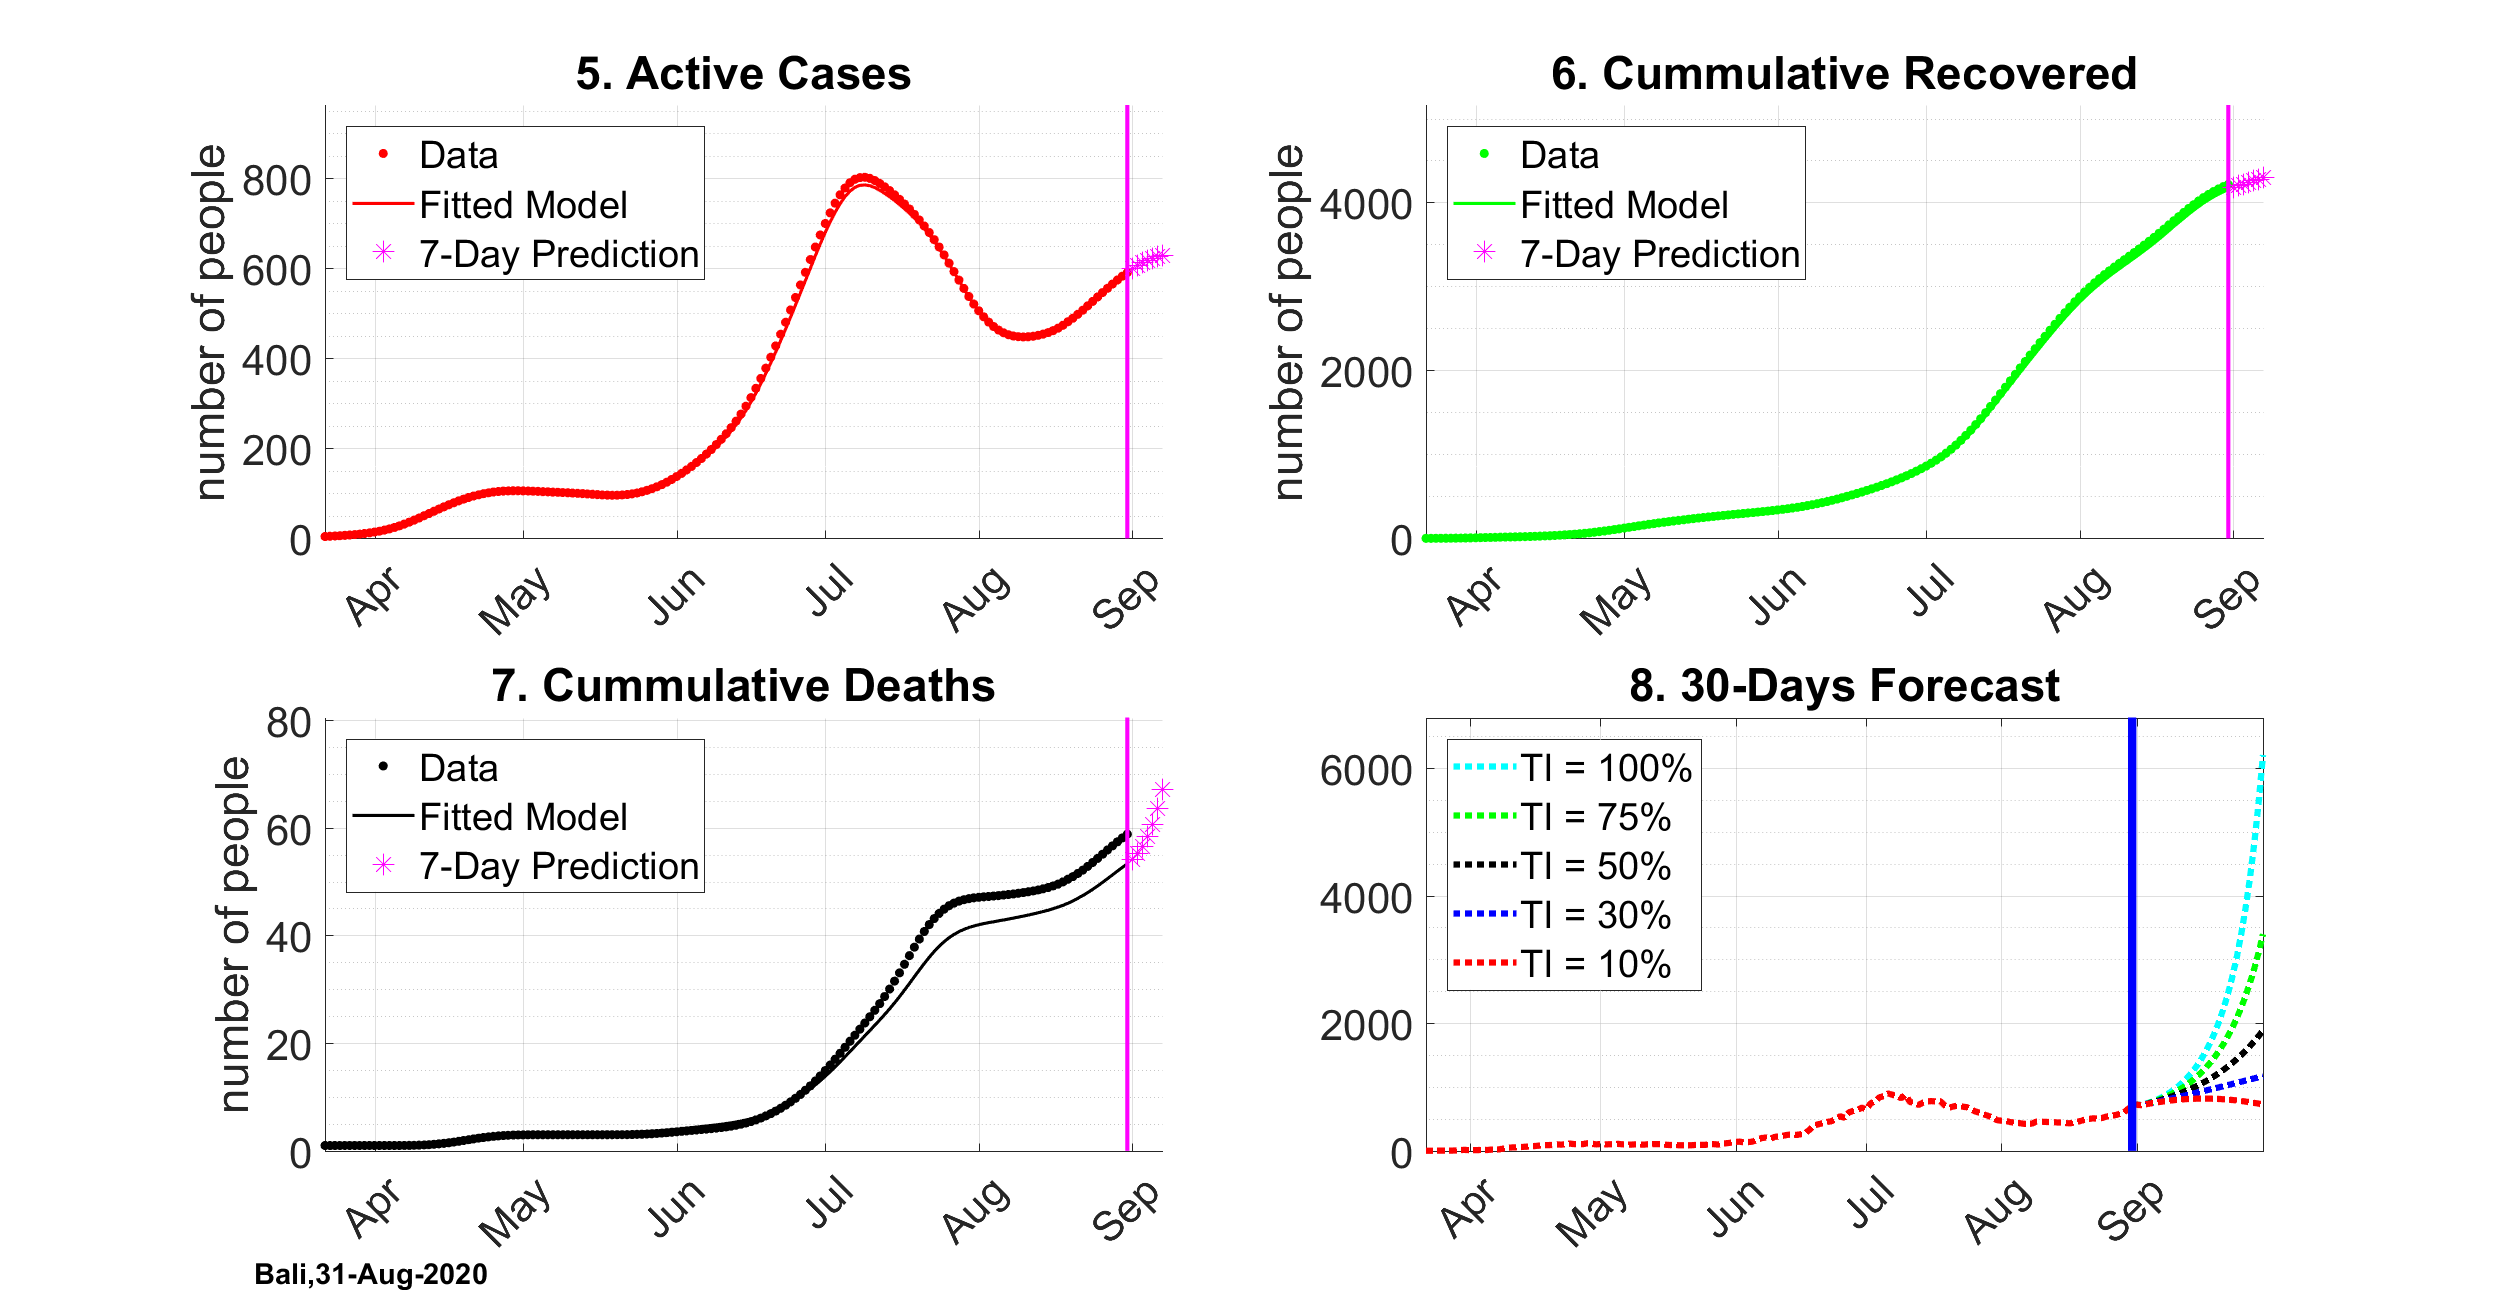 5. Active Cases
number of people
800
600
400
200
0
Data
Fitted Model
7-Day Prediction
Apr
May
Jun
Jul
Aug
Sep
6. Cummulative Recovered
number of people
4000
2000
0
Data
Fitted Model
7-Day Prediction
Apr
May
Jun
Jul
Aug
Sep
7. Cummulative Deaths
number of people
80
60
40
20
0
Data
Fitted Model
7-Day Prediction
Apr
May
Jun
Jul
Aug
Sep
8. 30-Days Forecast
6000
4000
2000
0
TI = 100%
TI = 75%
TI = 50%
TI = 30%
TI = 10%
Apr
May
Jun
Jul
Aug
Sep
Bali,31-Aug-2020